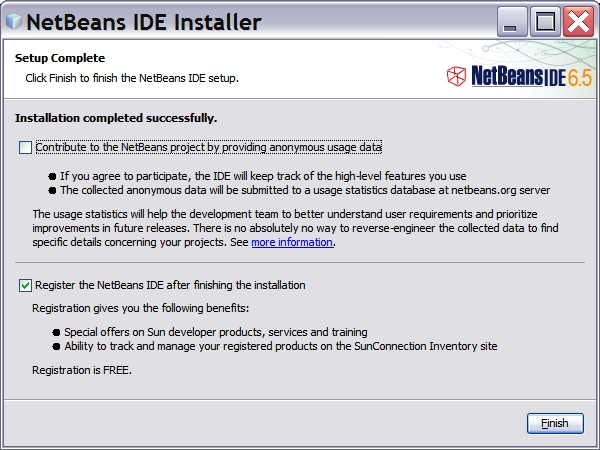 NetBeans IDE Installer
Setup Complete
Click Finish to finish the NetBeans IDE setup.
NetBeans IDE 6.5
Installation completed successfully.
Contribute to the NetBeans project by providing anonymous usage data
● If you agree to participate, the IDE will keep track of the high-level features you use
● The collected anonymous data will be submitted to a usage statistics database at netbeans.org server
The usage statistics will help the development team to better understand user requirements and prioritize
improvements in future releases. There is no absolutely no way to reverse-engineer the collected data to find
specific details concerning your projects. See more information.
Register the NetBeans IDE after finishing the installation
Registration gives you the following benefits:
● Special offers on Sun developer products, services and training
● Ability to track and manage your registered products on the SunConnection Inventory site
Registration is FREE.
Finish